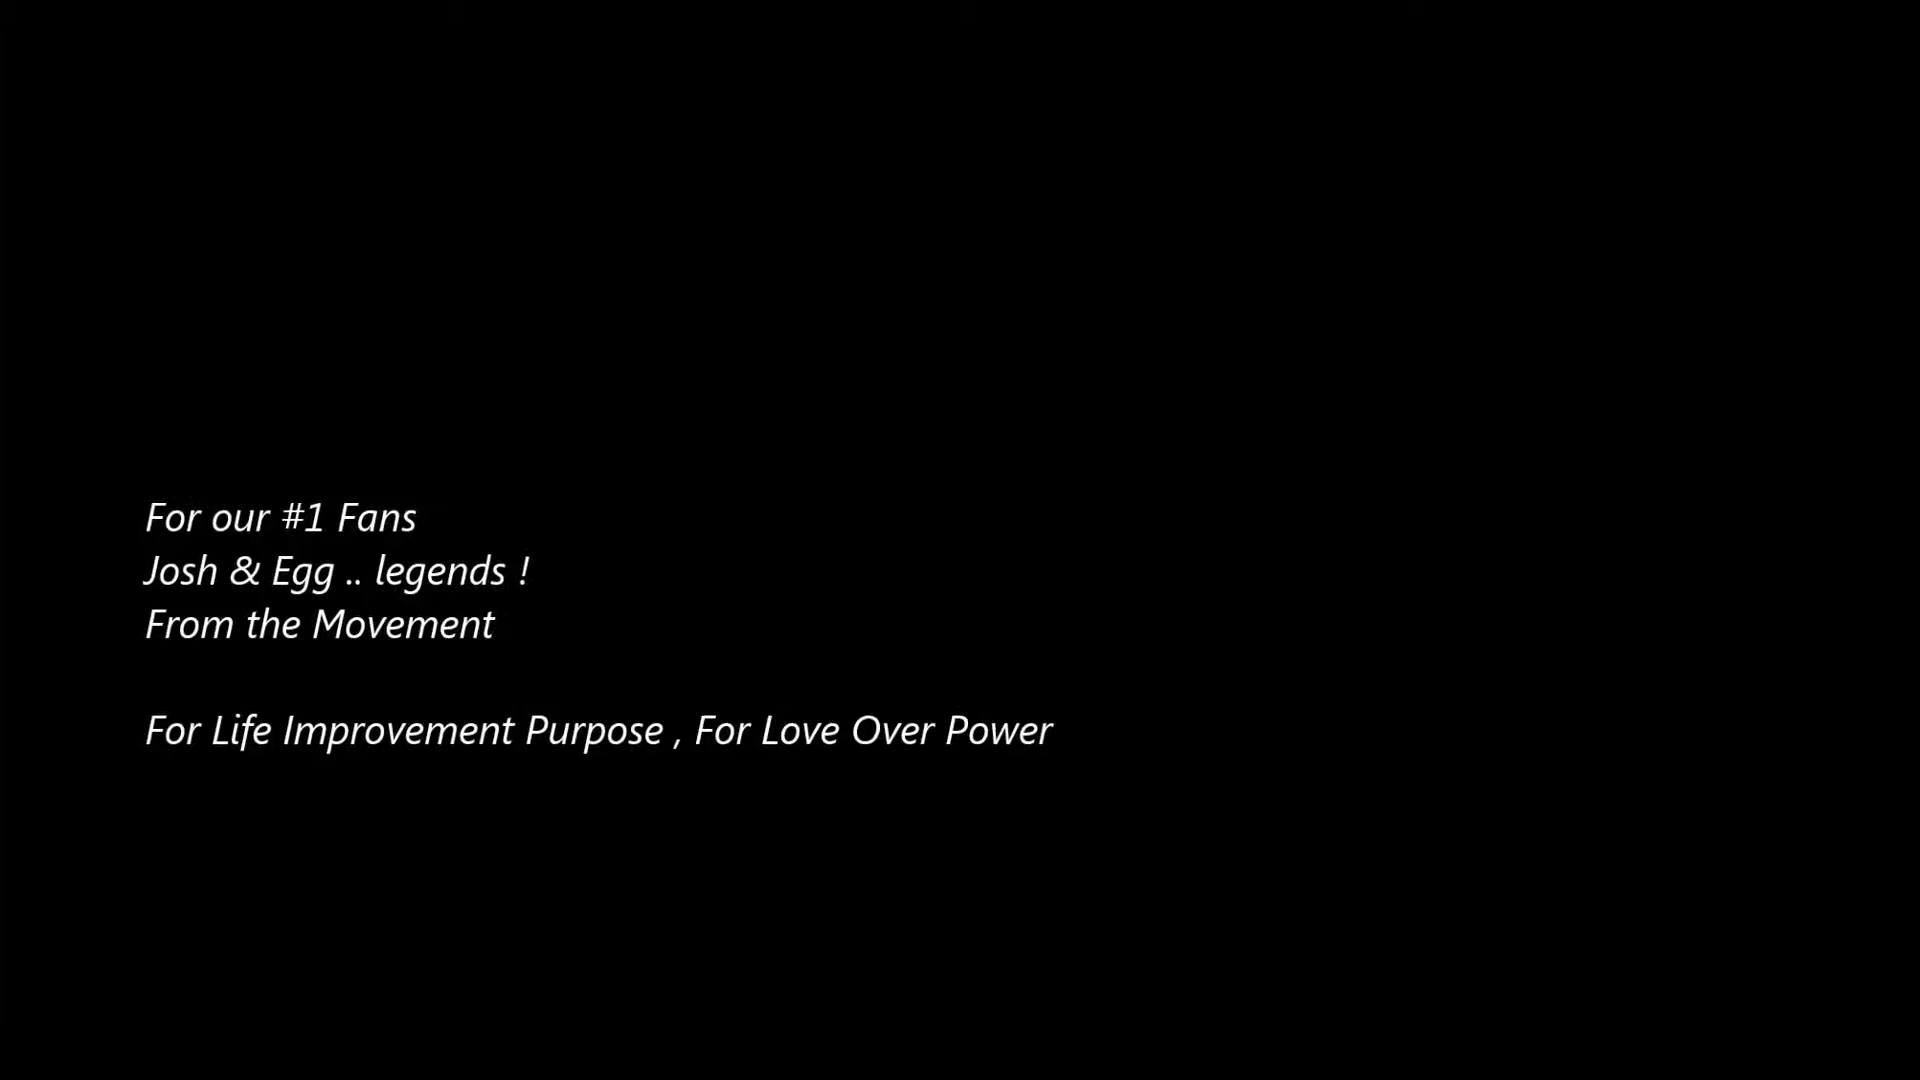 For our #1 Fans
Josh & Egg .. legends !
From the Movement
For Life Improvement Purpose , For Love Over Power